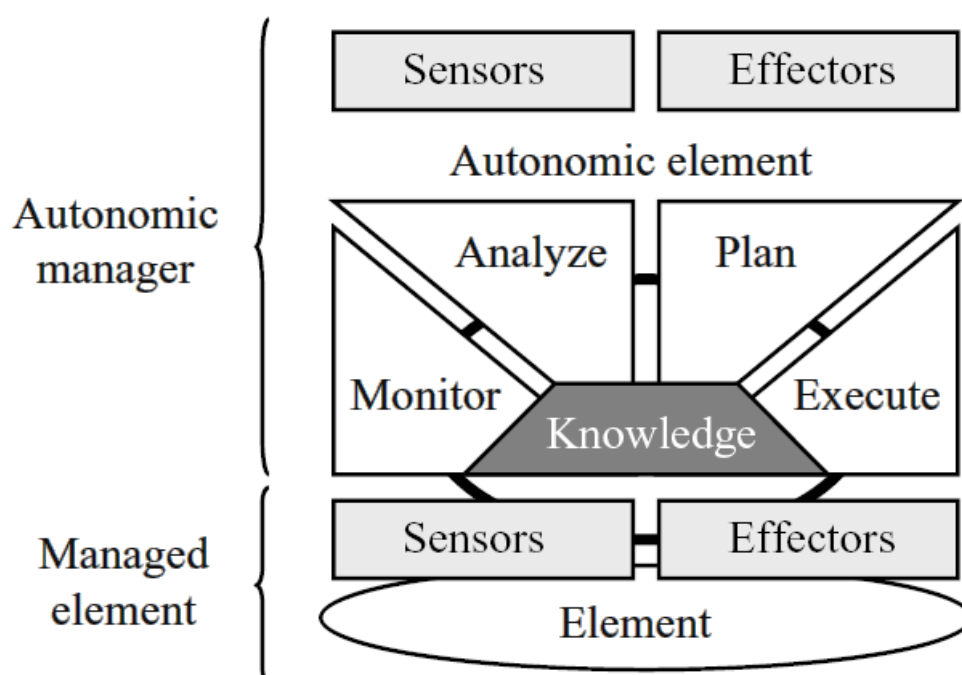 Sensors
Effectors
Autonomic element
Autonomic
manager
Analyze
Plan
Monitor
Execute
Knowledge
Sensors
Effectors
Managed
element
Element